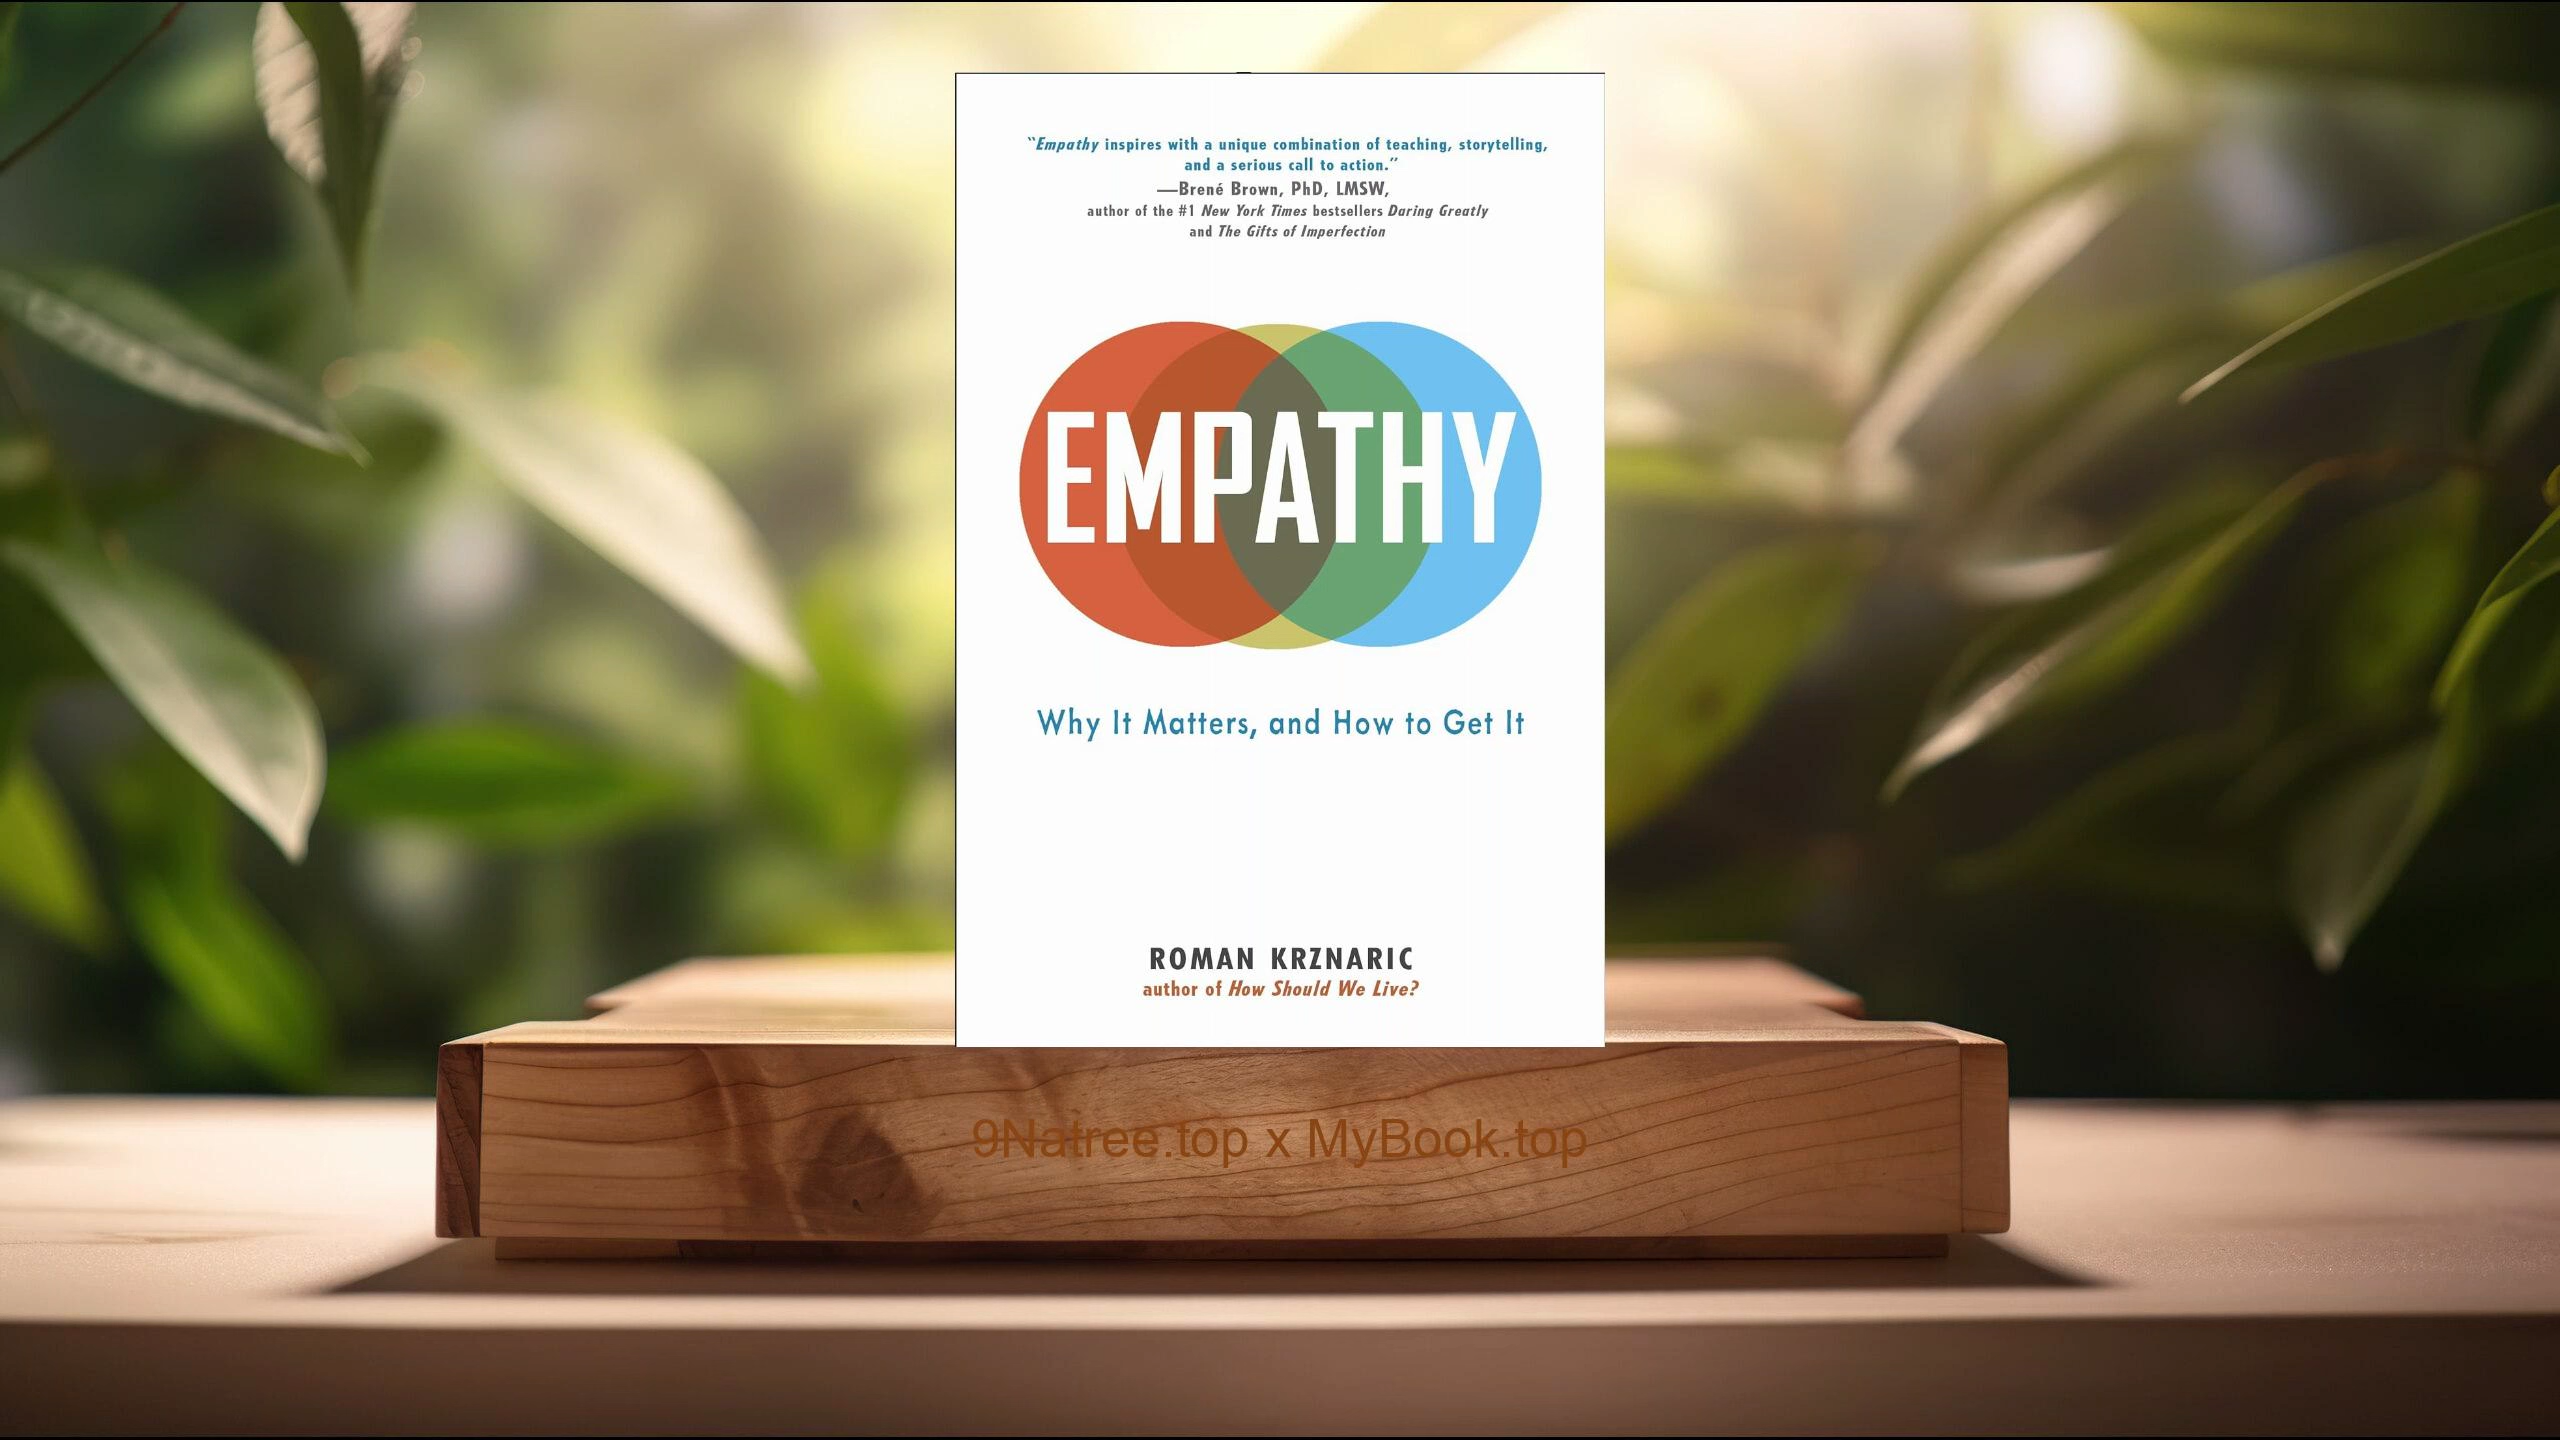 “Empathy inspires with a unique combination of teaching, storytelling,
and a serious call to action.”
—Brené Brown, PhD, LMSW,
author of the #1 New York Times bestsellers Daring Greatly
and The Gifts of Imperfection
EMPATHY
Why It Matters, and How to Get It
ROMAN KRZNARIC
author of How Should We Live?
9Natree.top x MyBook.top